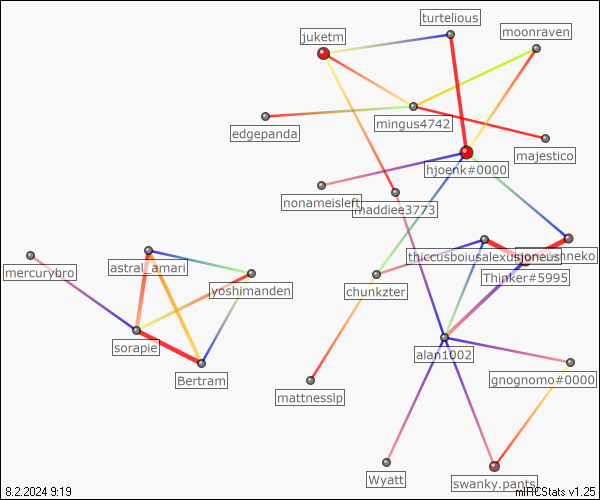 turtelious
juketm
moonraven
mingus4742
edgepanda
majestico
hjoenk#0000
nonameisleft
maddiee3773
thiccusboiusalexusjoneus
mercurybro
astral_amari
Thinker#5995
yoshimanden
chunkzter
sorapie
alan1002
Bertram
gnognomo#0000
mattnesslp
Wyatt
swanky.pants
8.2.2024 9:19
mIRCStats v1.25